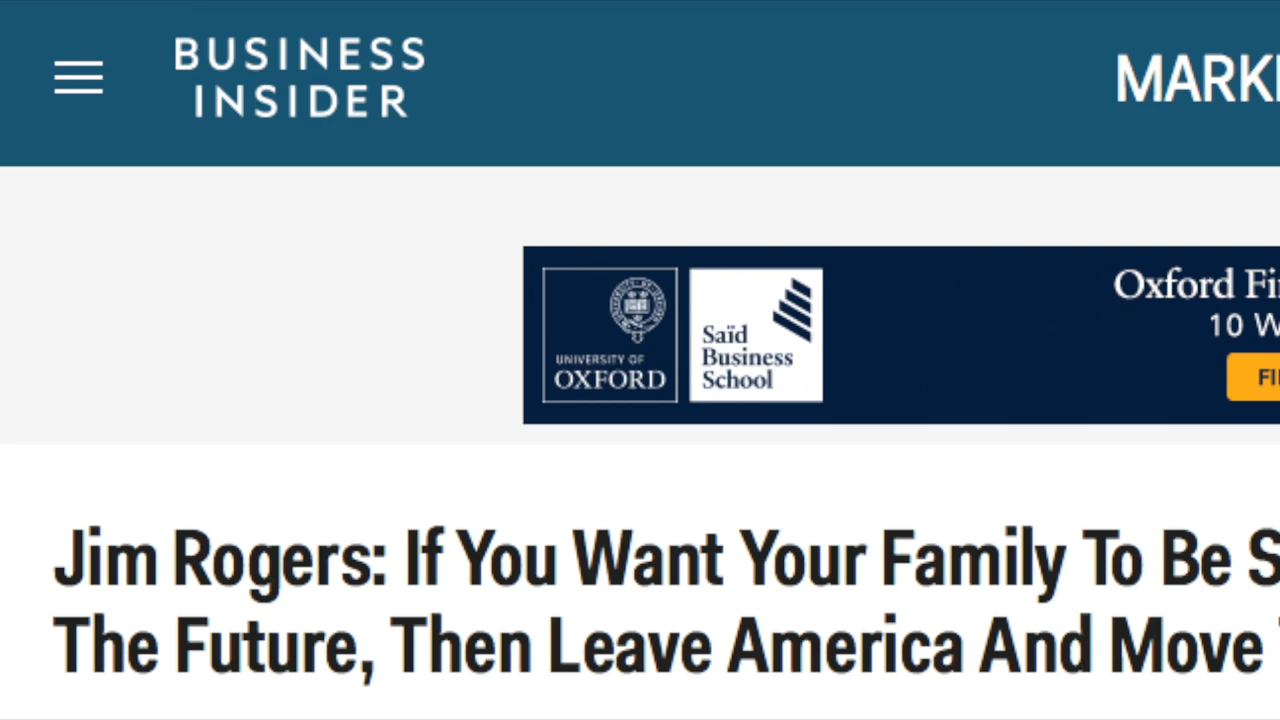 BUSINESS
INSIDER
UNIVERSITY OF
OXFORD
Saïd
Business
School
Oxford
10
Jim Rogers: If You Want Your Family To Be
The Future, Then Leave America And Move